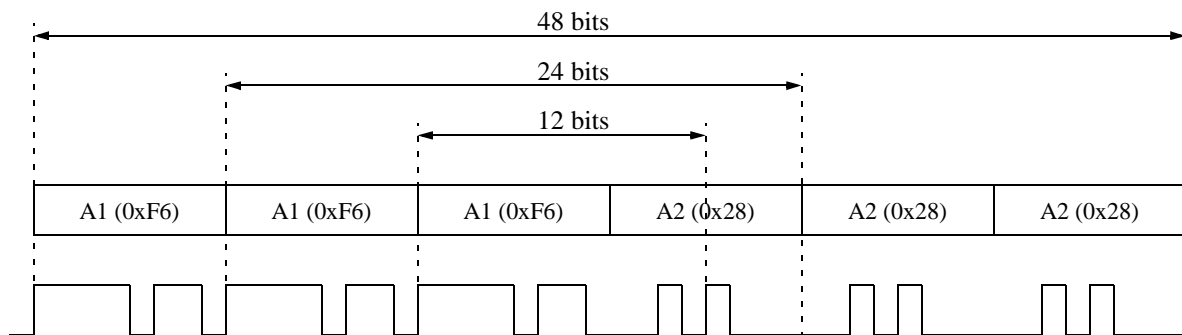 48 bits
24 bits
12 bits
A1 (0xF6) A1 (0xF6) A1 (0xF6) A2 (0x28) A2 (0x28) A2 (0x28)